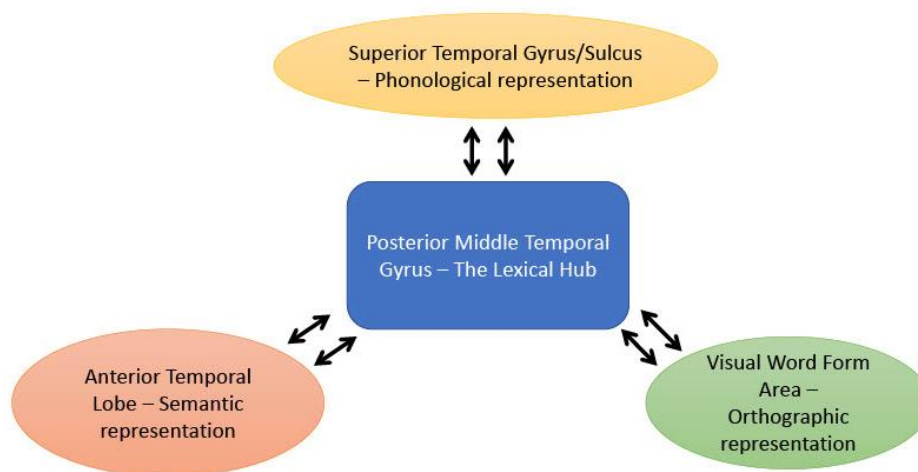 Superior Temporal Gyrus/Sulcus
– Phonological representation
Posterior Middle Temporal
Gyrus – The Lexical Hub
Anterior Temporal
Lobe – Semantic
representation
Visual Word Form
Area –
Orthographic
representation